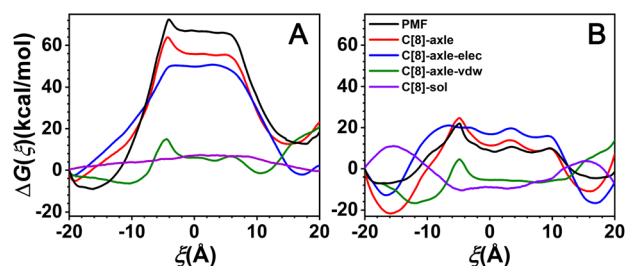 A
B
PMF
C[8]-axle
C[8]-axle-elec
C[8]-axle-vdw
C[8]-sol
ΔG(ξ)(kcal/mol)
60
40
20
0
-20
-20 -10 0 10 20
ξ(Å)
60
40
20
0
-20
-20 -10 0 10 20
ξ(Å)